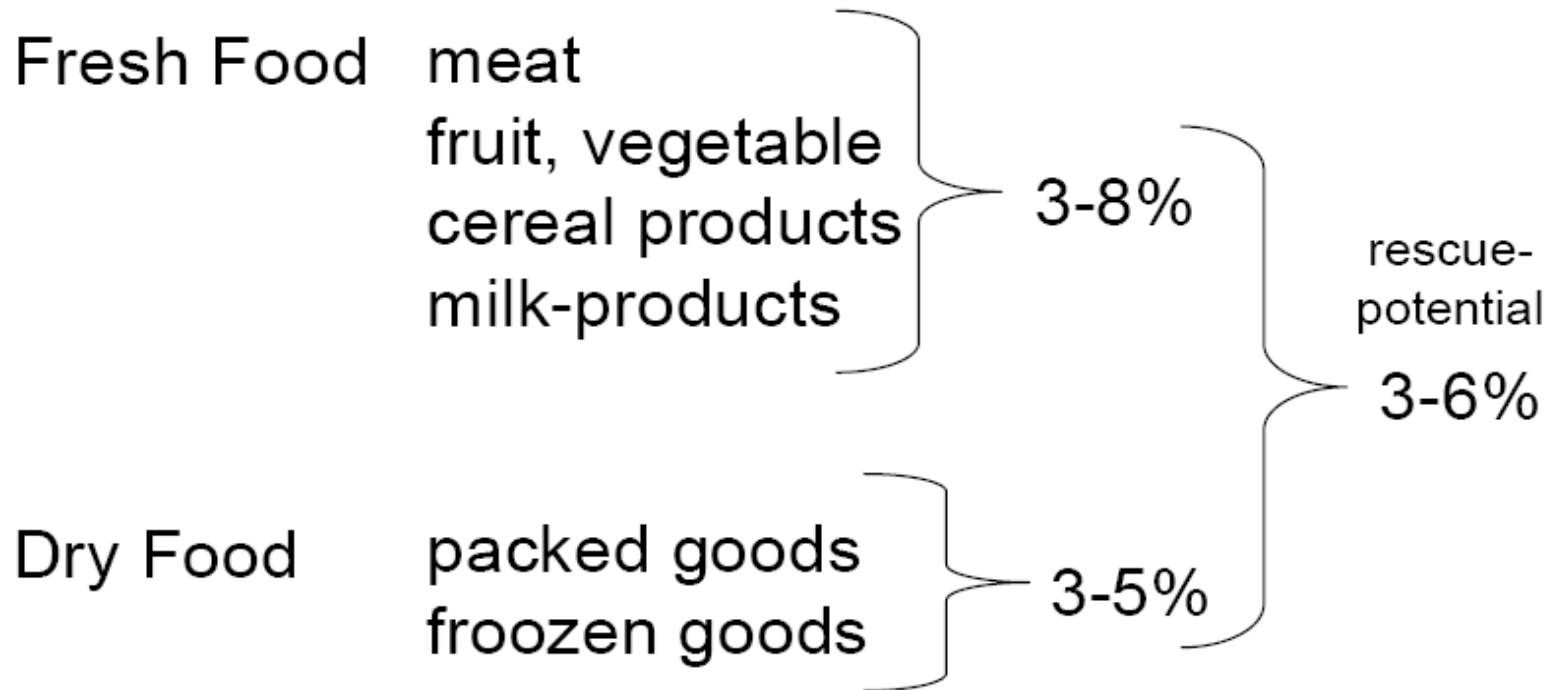 Fresh Food meat
fruit, vegetable
cereal products
milk-products
3-8%
rescue-
potential
3-6%
Dry Food packed goods
froozen goods
3-5%